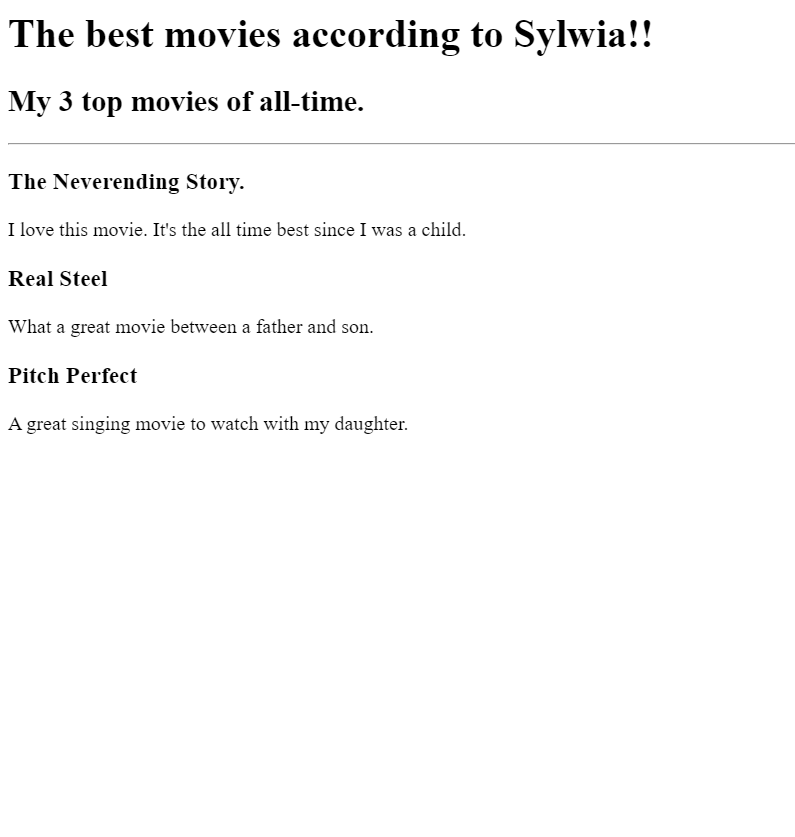 The best movies according to Sylwia!!
My 3 top movies of all-time.
The Neverending Story.
I love this movie. It's the all time best since I was a child.
Real Steel
What a great movie between a father and son.
Pitch Perfect
A great singing movie to watch with my daughter.